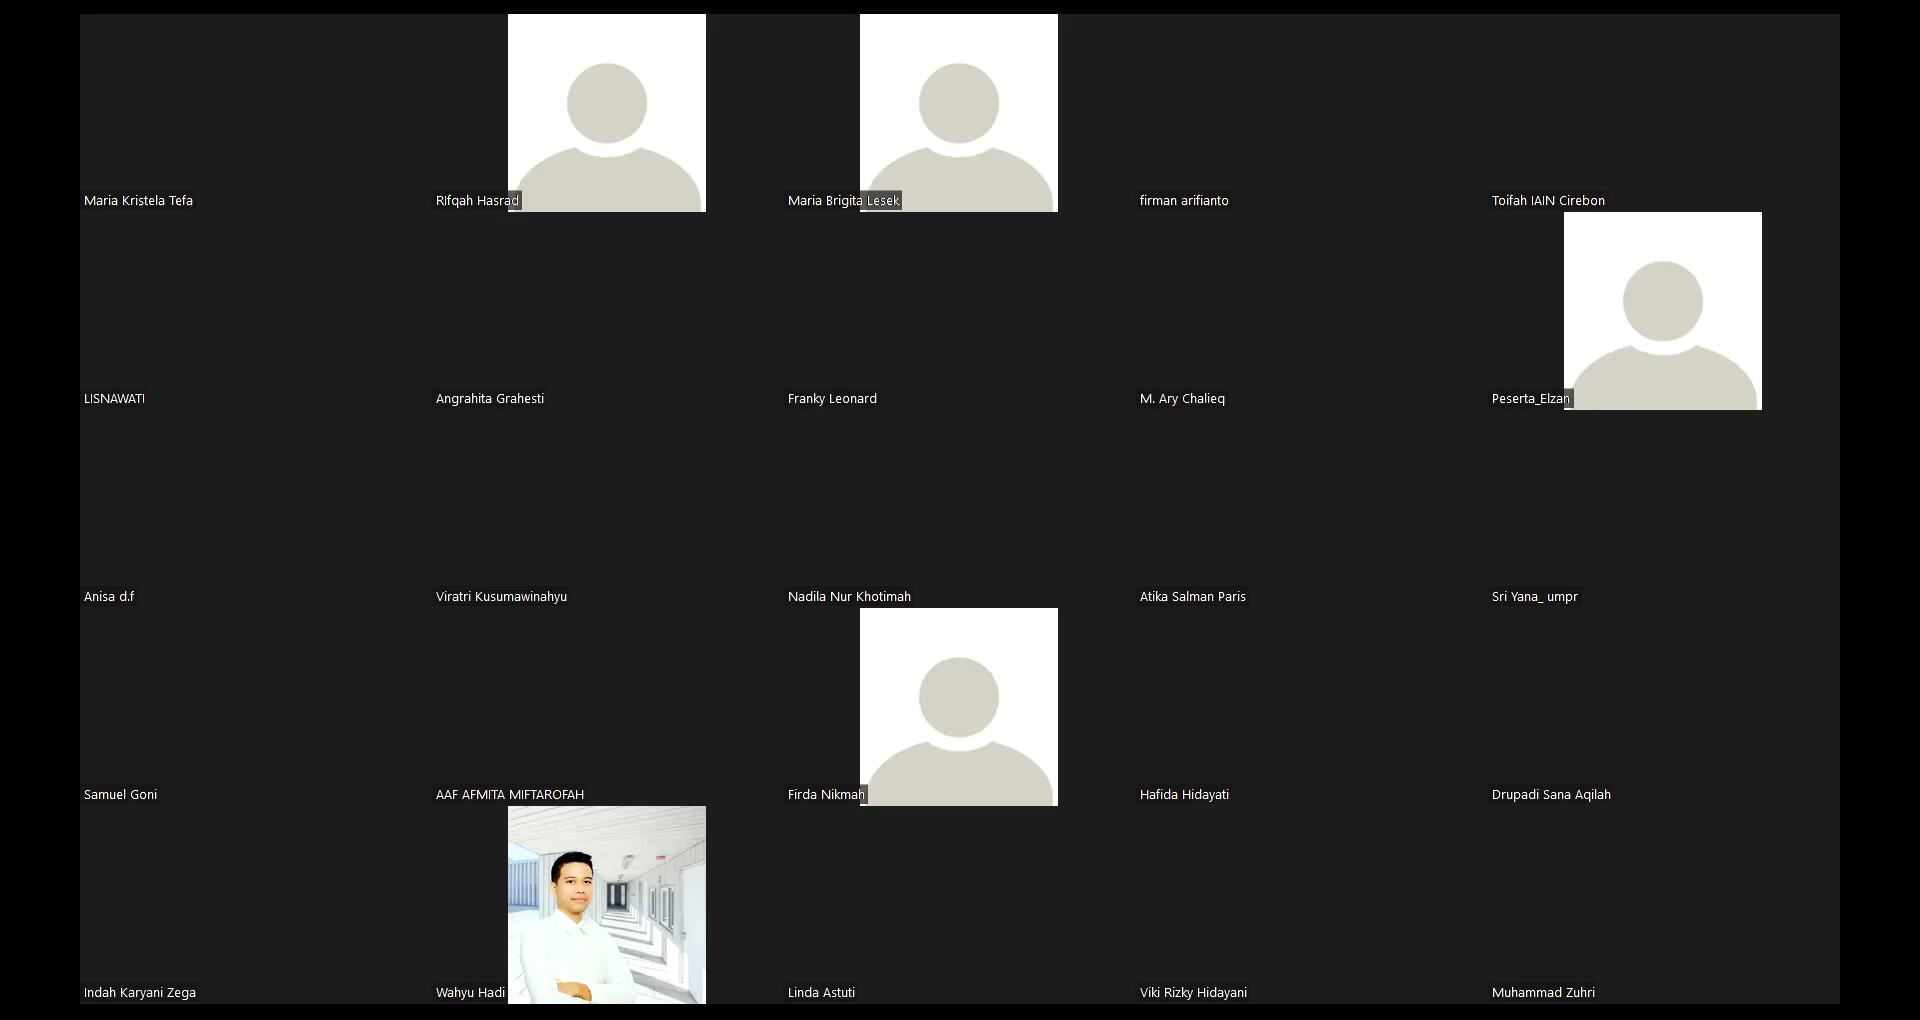 Maria Kristela Tefa
RIfqah Hasrad
Maria Brigita Lesek
firman arifianto
Toifah IAIN Cirebon
LISNAWATI
Angrahita Grahesti
Franky Leonard
M. Ary Chalieq
Peserta_Elzan
Anisa d.f
Viratri Kusumawinahyu
Nadila Nur Khotimah
Atika Salman Paris
Sri Yana_ umpr
Samuel Goni
AAF AFMITA MIFTAROFAH
Firda Nikmah
Hafida Hidayati
Drupadi Sana Aqilah
Indah Karyani Zega
Wahyu Hadi
Linda Astuti
Viki Rizky Hidayani
Muhammad Zuhri